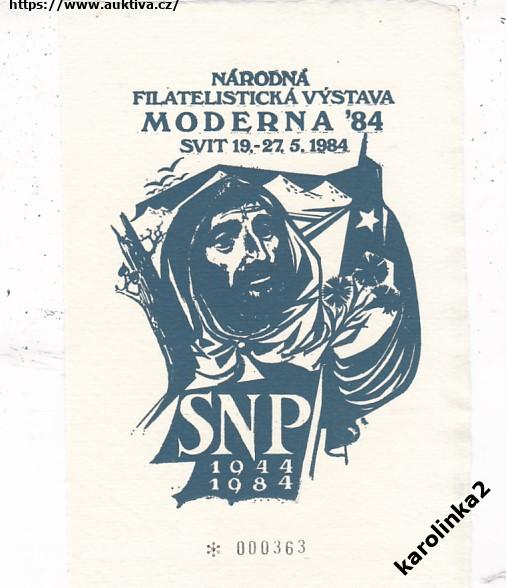 https://www.auktiva.cz/
NÁRODNÁ
FILATELISTICKÁ VÝSTAVA
MODERNA '84
SVIT 19.-27. 5. 1984
SNP
1944
1984
* 000363
karolinka2